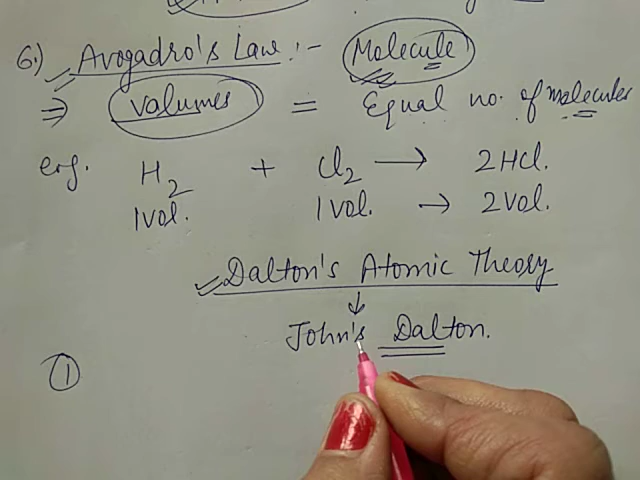 6.) Avogadro's Law :- Molecule
⇒ Volumes = Equal no. of molecules
eg. H2 + Cl2 → 2HCl.
1vol. 1vol. → 2vol.
Dalton's Atomic Theory
↓
John's Dalton.
①